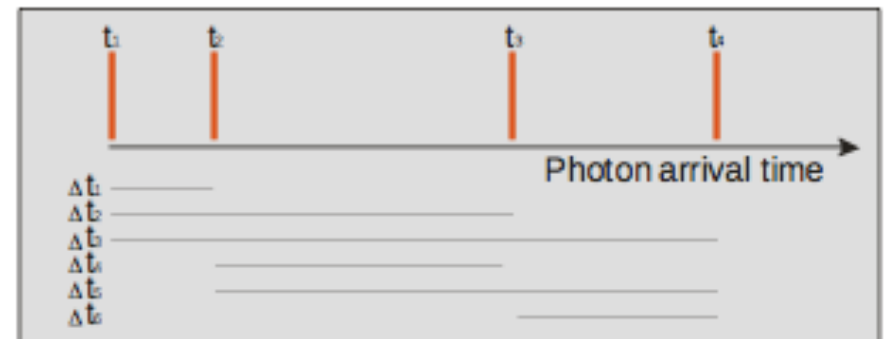 t₁ t₂ t₃ t₄
Photon arrival time
Δt₁
Δt₂
Δt₃
Δt₄
Δt₅
Δt₆